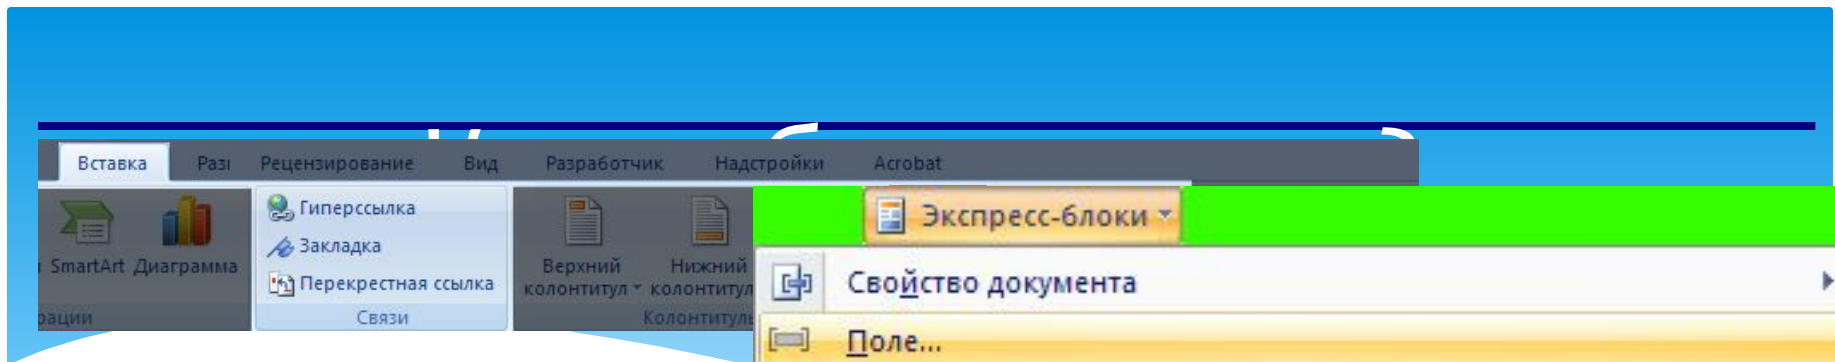 Вставка Рецензирование Вид Разработчик Надстройки Acrobat
Гиперссылка
Экспресс-блоки
Закладка
SmartArt Диаграмма
Верхний колонтитул
Нижний
Перекрестная ссылка
Свойство документа
Связи
Поле...